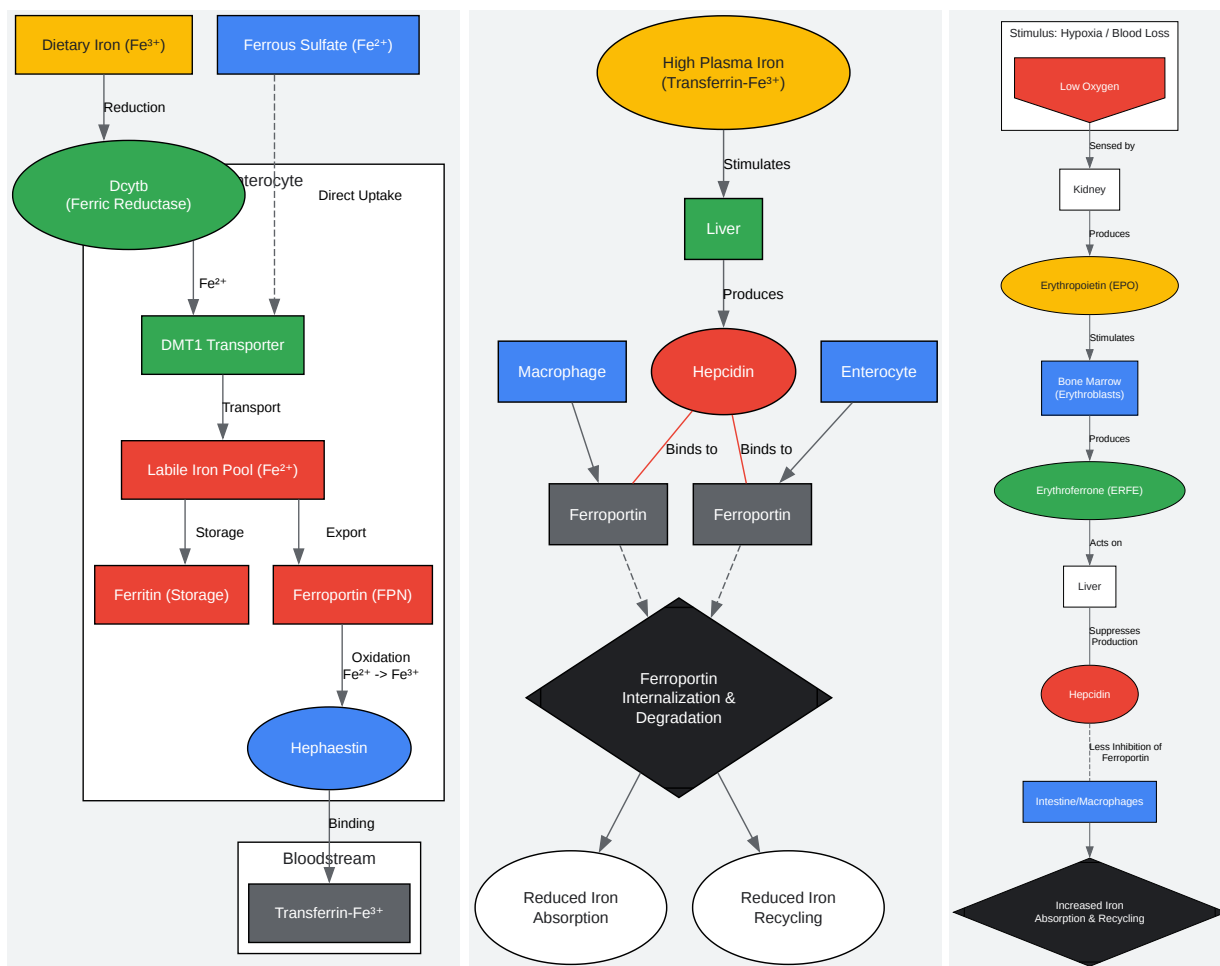 Dietary Iron (Fe³⁺)
Ferrous Sulfate (Fe²⁺)
Reduction
Dcytb
(Ferric Reductase)
nterocyte
Direct Uptake
Fe²⁺
DMT1 Transporter
Transport
Labile Iron Pool (Fe²⁺)
Storage
Export
Ferritin (Storage)
Ferroportin (FPN)
Oxidation
Fe²⁺ -> Fe³⁺
Hephaestin
Binding
Bloodstream
Transferrin-Fe³⁺
High Plasma Iron
(Transferrin-Fe³⁺)
Stimulates
Liver
Produces
Macrophage
Hepcidin
Enterocyte
Binds to
Binds to
Ferroportin
Ferroportin
Ferroportin
Internalization &
Degradation
Reduced Iron
Absorption
Reduced Iron
Recycling
Stimulus: Hypoxia / Blood Loss
Low Oxygen
Sensed by
Kidney
Produces
Erythropoietin (EPO)
Stimulates
Bone Marrow
(Erythroblasts)
Produces
Erythroferrone (ERFE)
Acts on
Liver
Suppresses
Production
Hepcidin
Less Inhibition of
Ferroportin
Intestine/Macrophages
Increased Iron
Absorption & Recycling